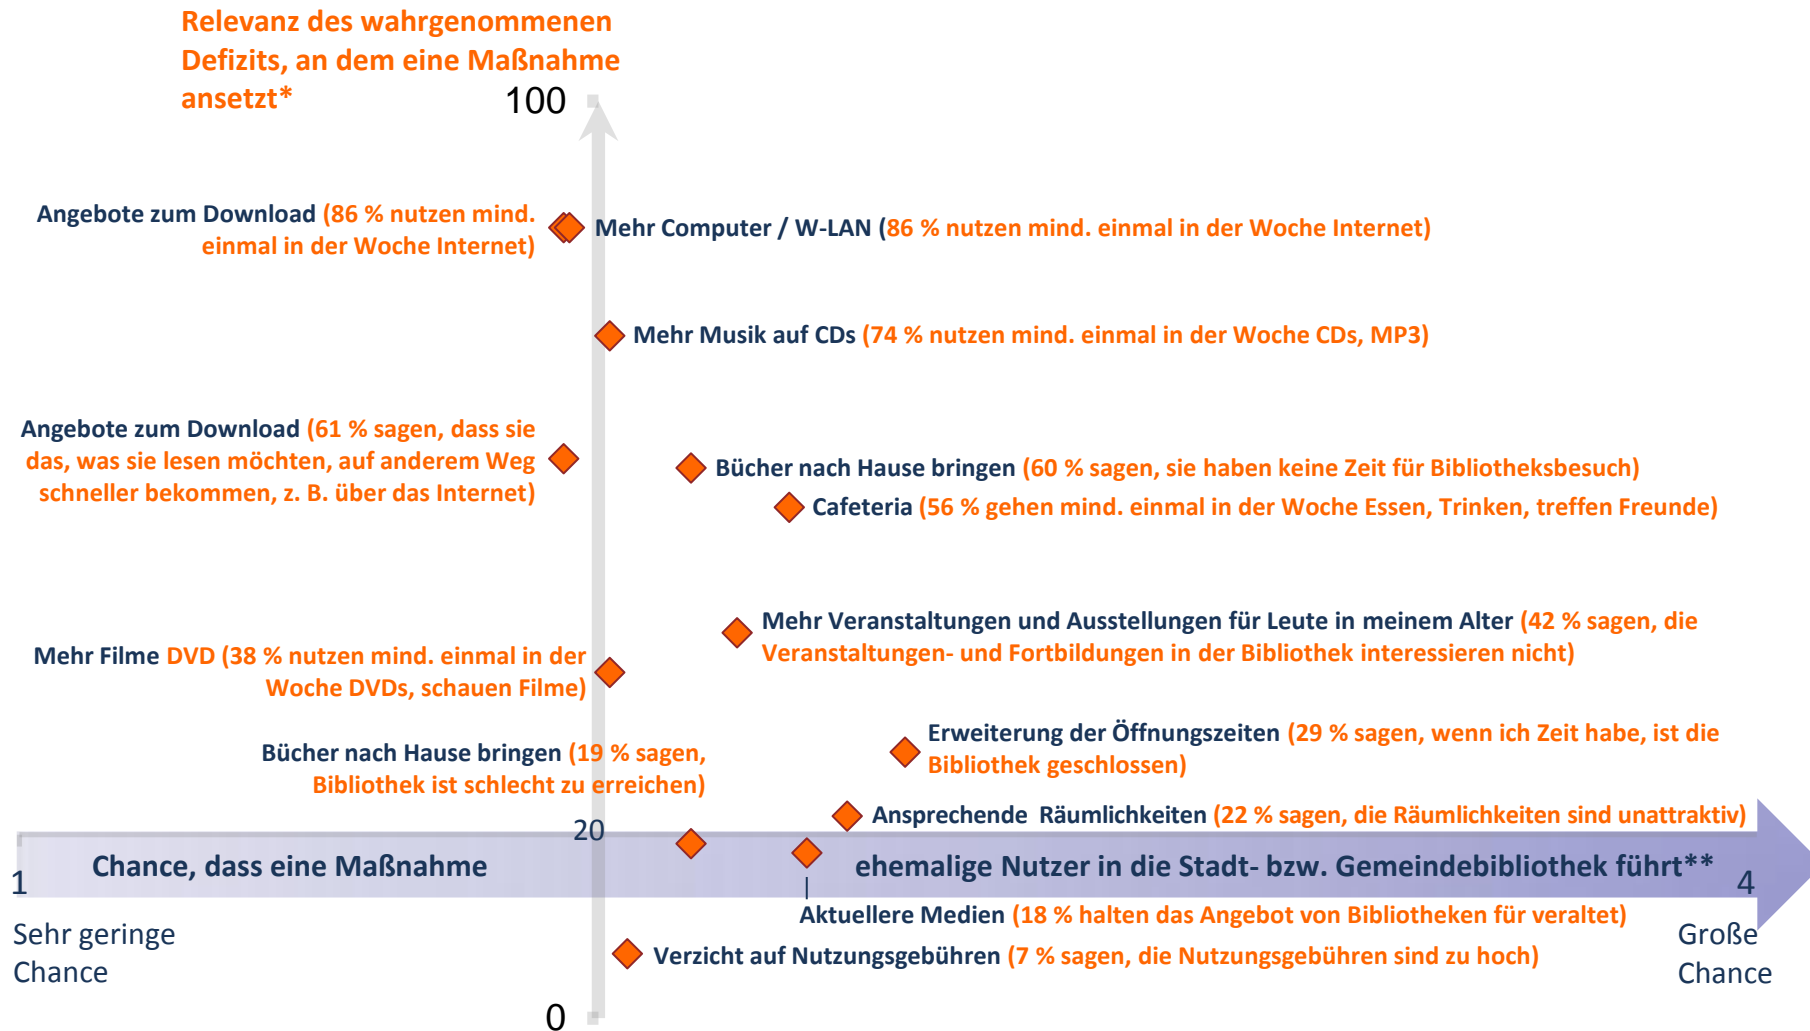 Relevanz des wahrgenommenen
Defizits, an dem eine Maßnahme
ansetzt*
100
Angebote zum Download (86 % nutzen mind.
einmal in der Woche Internet)
Mehr Computer / W-LAN (86 % nutzen mind. einmal in der Woche Internet)
Mehr Musik auf CDs (74 % nutzen mind. einmal in der Woche CDs, MP3)
Angebote zum Download (61 % sagen, dass sie
das, was sie lesen möchten, auf anderem Weg
schneller bekommen, z. B. über das Internet)
Bücher nach Hause bringen (60 % sagen, sie haben keine Zeit für Bibliotheksbesuch)
Cafeteria (56 % gehen mind. einmal in der Woche Essen, Trinken, treffen Freunde)
Mehr Veranstaltungen und Ausstellungen für Leute in meinem Alter (42 % sagen, die
Veranstaltungen- und Fortbildungen in der Bibliothek interessieren nicht)
Mehr Filme DVD (38 % nutzen mind. einmal in der
Woche DVDs, schauen Filme)
Erweiterung der Öffnungszeiten (29 % sagen, wenn ich Zeit habe, ist die
Bibliothek geschlossen)
Bücher nach Hause bringen (19 % sagen,
Bibliothek ist schlecht zu erreichen)
Ansprechende Räumlichkeiten (22 % sagen, die Räumlichkeiten sind unattraktiv)
20
Chance, dass eine Maßnahme ehemalige Nutzer in die Stadt- bzw. Gemeindebibliothek führt**
1
4
Aktuellere Medien (18 % halten das Angebot von Bibliotheken für veraltet)
Sehr geringe
Chance
Große
Chance
Verzicht auf Nutzungsgebühren (7 % sagen, die Nutzungsgebühren sind zu hoch)
0